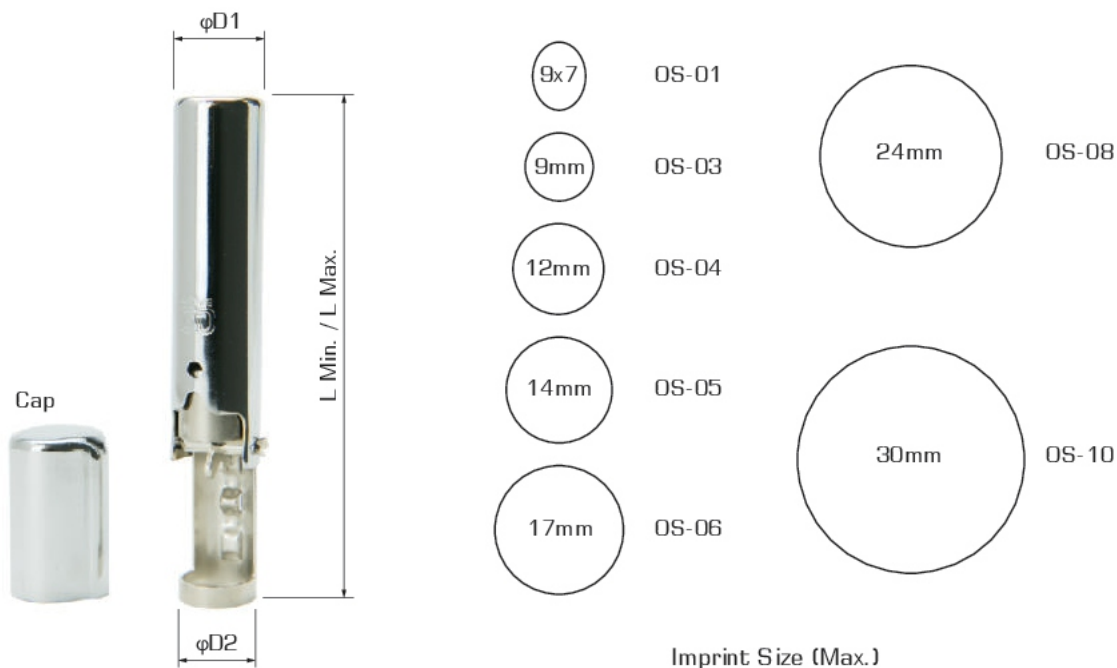 φD1
L Min. / L Max.
Cap
φD2
9x7 OS-01
9mm OS-03
12mm OS-04
14mm OS-05
17mm OS-06
24mm OS-08
30mm OS-10
Imprint Size (Max.)